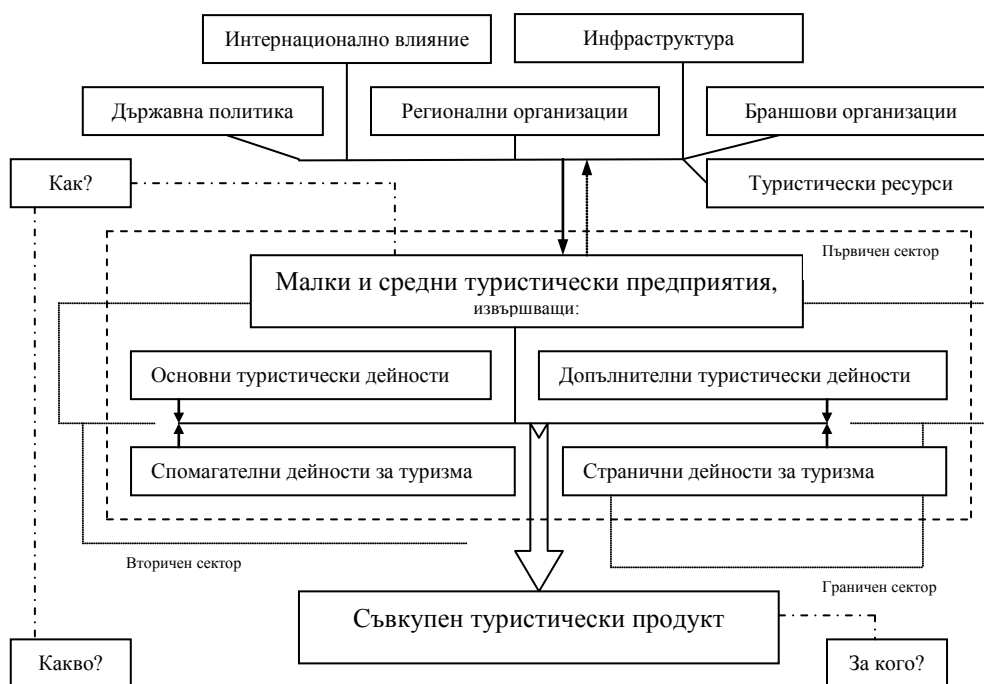 Интернационално влияние
Инфраструктура
Държавна политика
Регионални организации
Браншови организации
Как?
Туристически ресурси
Първичен сектор
Малки и средни туристически предприятия,
извършващи:
Основни туристически дейности
Допълнителни туристически дейности
Спомагателни дейности за туризма
Странични дейности за туризма
Вторичен сектор
Граничен сектор
Съвкупен туристически продукт
Какво?
За кого?